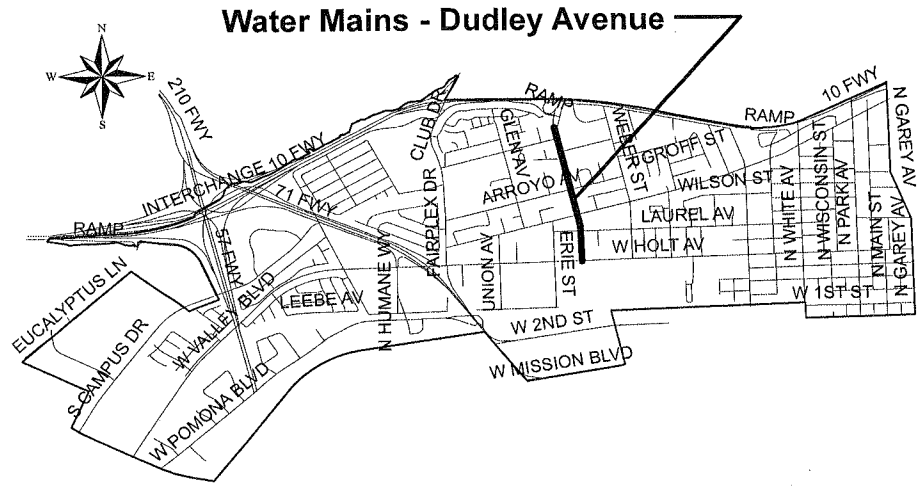 Water Mains - Dudley Avenue
N
W
E
S
210 FWY
INTERCHANGE 10 FWY
RAMP
71 FWY
57 FWY
CLUB DR
FAIRPLEX DR
RAMP
GLEN AV
WEBER ST
GROFF ST
ARROYO AV
WILSON ST
LAUREL AV
W HOLT AV
UNION AV
ERIE ST
RAMP
10 FWY
N GAREY AV
N WHITE AV
N WISCONSIN ST
N PARK AV
N MAIN ST
N GAREY AV
W 1ST ST
EUCALYPTUS LN
S CAMPUS DR
W VALLEY BLVD
LEEBE AV
N HUMANE WY
W 2ND ST
W MISSION BLVD
W POMONA BLVD